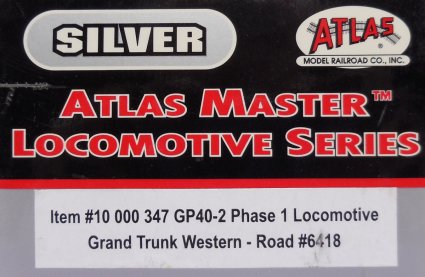 SILVER
ATLAS
®
MODEL RAILROAD CO., INC.
ATLAS MASTER™
LOCOMOTIVE SERIES
Item #10 000 347 GP40-2 Phase 1 Locomotive
Grand Trunk Western - Road #6418